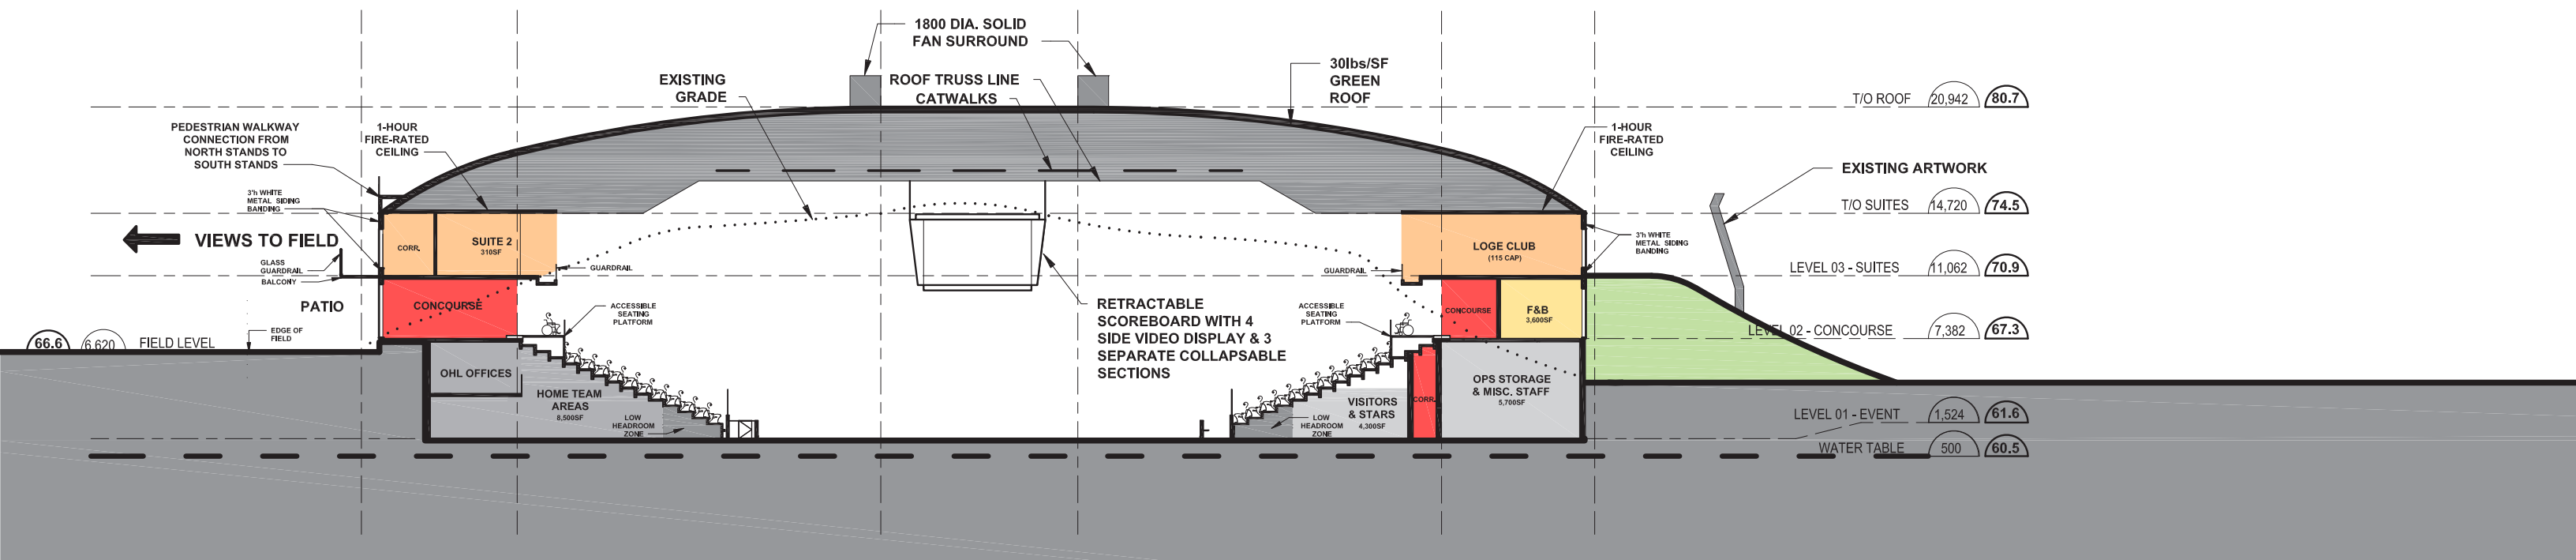 1800 DIA. SOLID
FAN SURROUND
EXISTING
GRADE
ROOF TRUSS LINE
CATWALKS
30lbs/SF
GREEN
ROOF
T/O ROOF 20,942 80.7
PEDESTRIAN WALKWAY
CONNECTION FROM
NORTH STANDS TO
SOUTH STANDS
1-HOUR
FIRE-RATED
CEILING
1-HOUR
FIRE-RATED
CEILING
EXISTING ARTWORK
3'h WHITE
METAL SIDING
BANDING
T/O SUITES 14,720 74.5
VIEWS TO FIELD
CORR.
SUITE 2
310SF
LOGE CLUB
(115 CAP)
3'h WHITE
METAL SIDING
BANDING
GLASS
GUARDRAIL
BALCONY
GUARDRAIL
GUARDRAIL
LEVEL 03 - SUITES 11,062 70.9
PATIO
CONCOURSE
ACCESSIBLE
SEATING
PLATFORM
RETRACTABLE
SCOREBOARD WITH 4
SIDE VIDEO DISPLAY & 3
SEPARATE COLLAPSABLE
SECTIONS
ACCESSIBLE
SEATING
PLATFORM
CONCOURSE
F&B
3,600SF
LEVEL 02 - CONCOURSE 7,382 67.3
66.6 6,620 FIELD LEVEL
EDGE OF
FIELD
OHL OFFICES
HOME TEAM
AREAS
8,500SF
LOW
HEADROOM
ZONE
LOW
HEADROOM
ZONE
VISITORS
& STARS
4,300SF
CORR.
OPS STORAGE
& MISC. STAFF
5,700SF
LEVEL 01 - EVENT 1,524 61.6
WATER TABLE 500 60.5